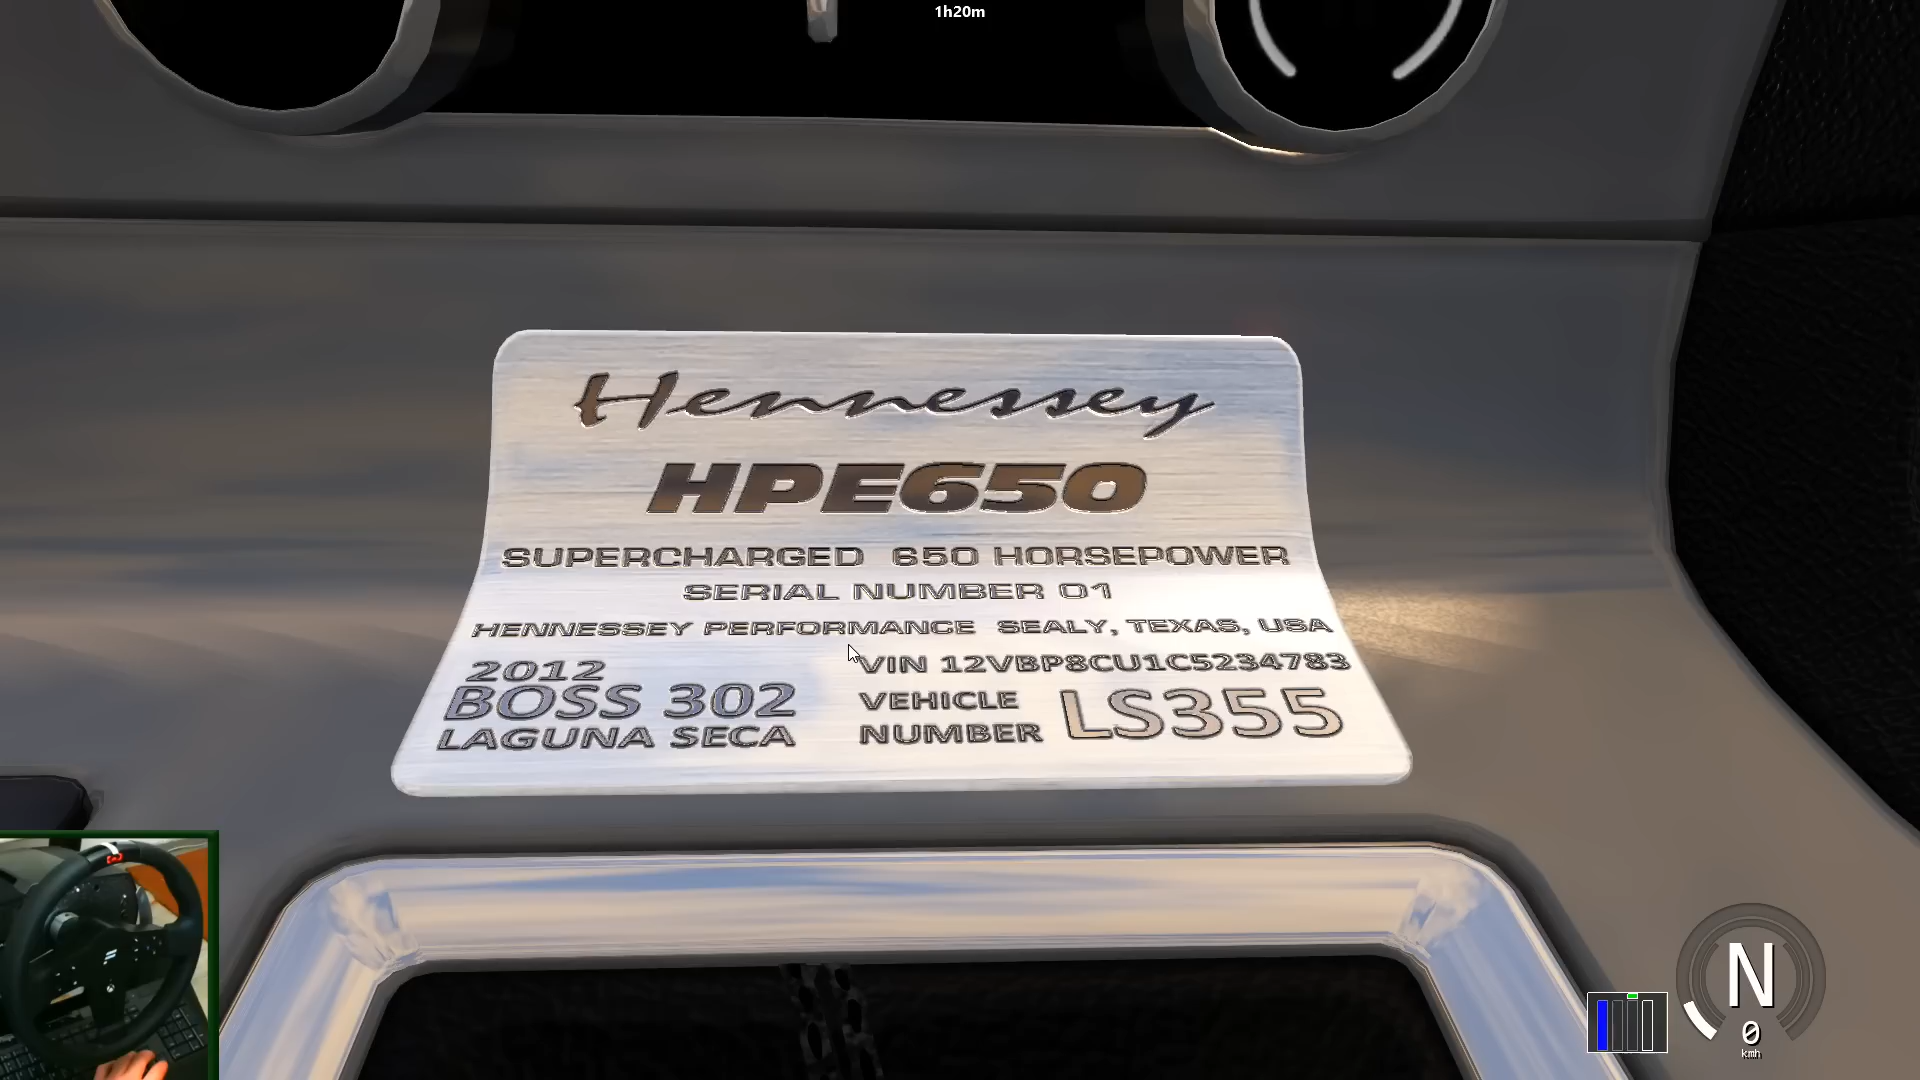 1h20m
Hennessey
HPE650
SUPERCHARGED 650 HORSEPOWER
SERIAL NUMBER 01
HENNESSEY PERFORMANCE SEALY, TEXAS, USA
2012
BOSS 302
LAGUNA SECA
VIN 12VBP8CU1C5234783
VEHICLE
NUMBER
LS355
N
0
kmh